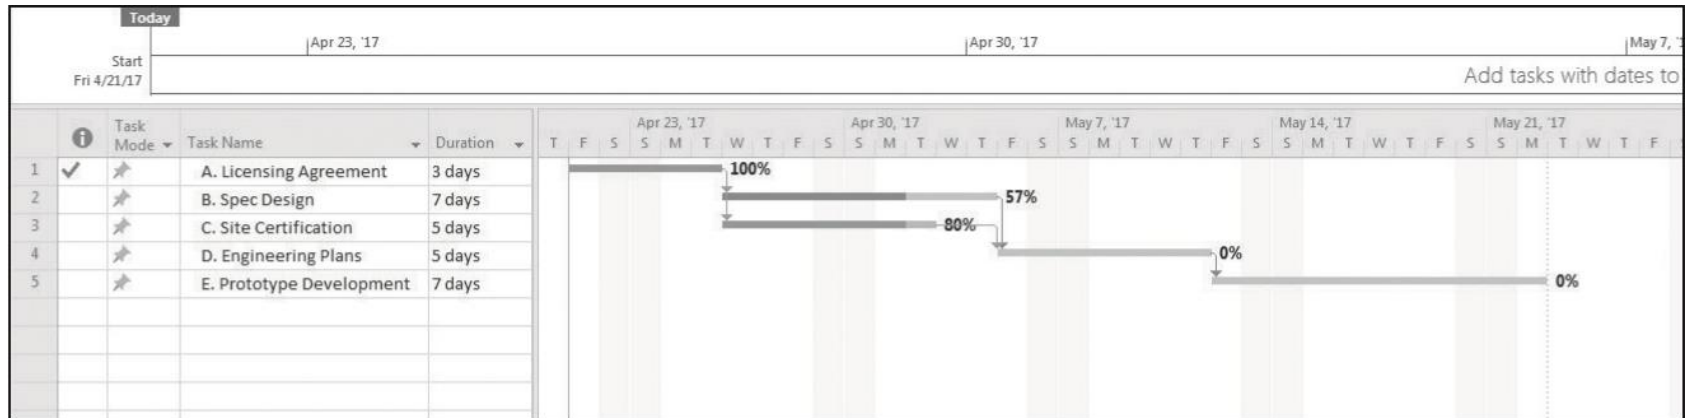 Today
Apr 23, '17 Apr 30, '17 May 7, '1
Start
Fri 4/21/17
Add tasks with dates to
Task Mode Task Name Duration
Apr 23, '17 Apr 30, '17 May 7, '17 May 14, '17 May 21, '17
T F S S M T W T F S S M T W T F S S M T W T F S S M T W T F S S M T W T F
1 A. Licensing Agreement 3 days 100%
2 B. Spec Design 7 days 57%
3 C. Site Certification 5 days 80%
4 D. Engineering Plans 5 days 0%
5 E. Prototype Development 7 days 0%